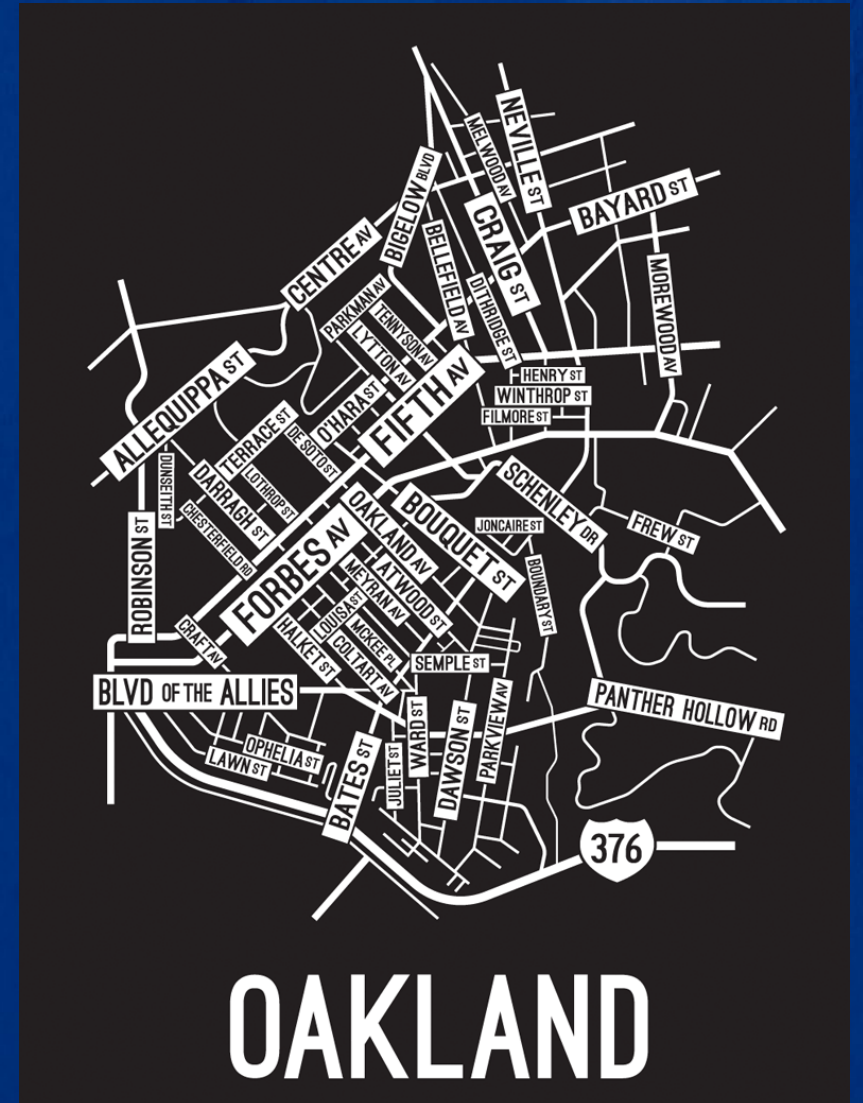 NEVILLE ST
MELWOOD AV
BIGELOW BLVD
BAYARD ST
CRAIG ST
CENTRE AV
BELLEFIELD AV
MOREWOOD AV
DITHRIDGE ST
PARKMAN AV
TENNYSON AV
LYTTON AV
ALLEQUIPPA ST
FIFTH AV
HENRY ST
WINTHROP ST
FILMORE ST
O'HARA ST
TERRACE ST
DE SOTO ST
DUNSEITH ST
DARRAGH ST
LOTHROP ST
CHESTERFIELD RD
SCHENLEY DR
OAKLAND AV
BOUQUET ST
JONCAIRE ST
FREW ST
ROBINSON ST
FORBES AV
ATWOOD ST
MEYRAN AV
BOUNDARY ST
LOUISA ST
MCKEE PL
CRAFT AV
HALKET ST
COLTART AV
SEMPLE ST
BLVD OF THE ALLIES
PANTHER HOLLOW RD
WARD ST
DAWSON ST
PARKVIEW AV
OPHELIA ST
LAWN ST
BATES ST
JULIET ST
376
OAKLAND